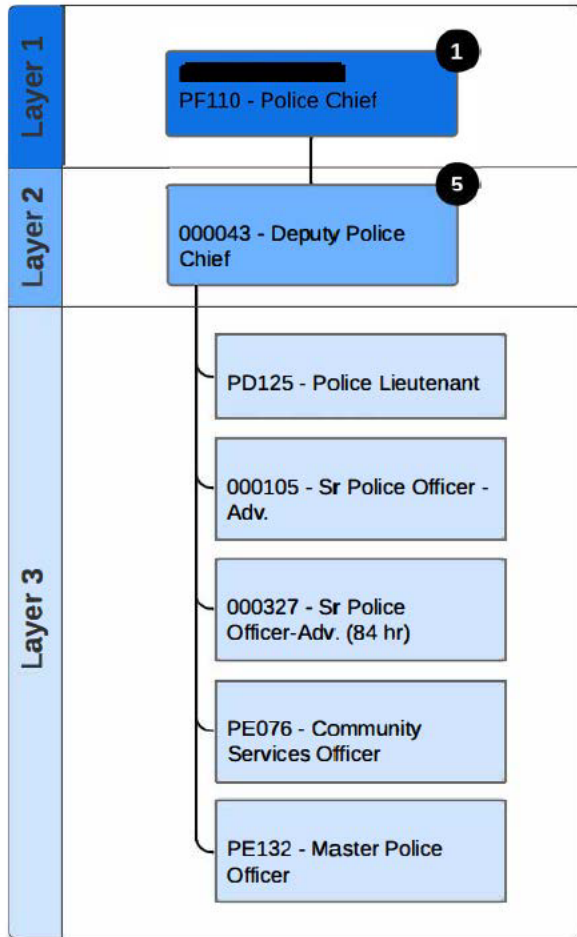 Layer 1
1
PF110 - Police Chief
Layer 2
5
000043 - Deputy Police
Chief
Layer 3
PD125 - Police Lieutenant
000105 - Sr Police Officer -
Adv.
000327 - Sr Police
Officer-Adv. (84 hr)
PE076 - Community
Services Officer
PE132 - Master Police
Officer